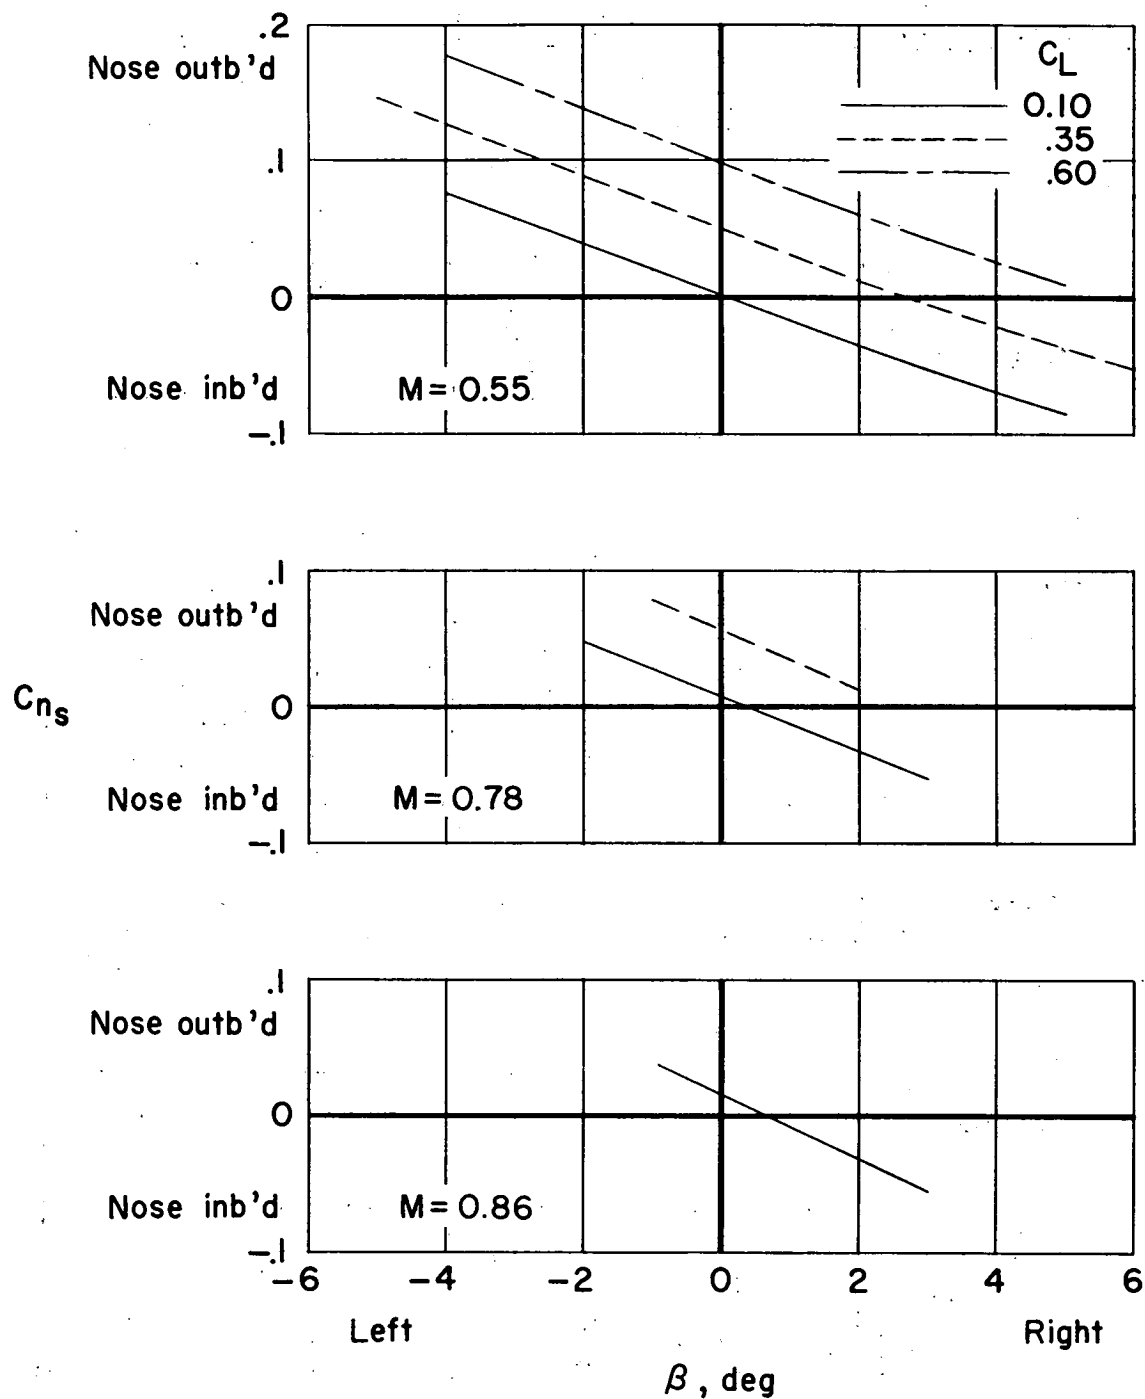 .2
Nose outb'd
C_L
0.10
.35
.1
.60
0
Nose inb'd
M = 0.55
-.1
.1
Nose outb'd
C_{n_s}
0
Nose inb'd
M = 0.78
-.1
.1
Nose outb'd
0
Nose inb'd
M = 0.86
-.1
-6 -4 -2 0 2 4 6
Left Right
β, deg